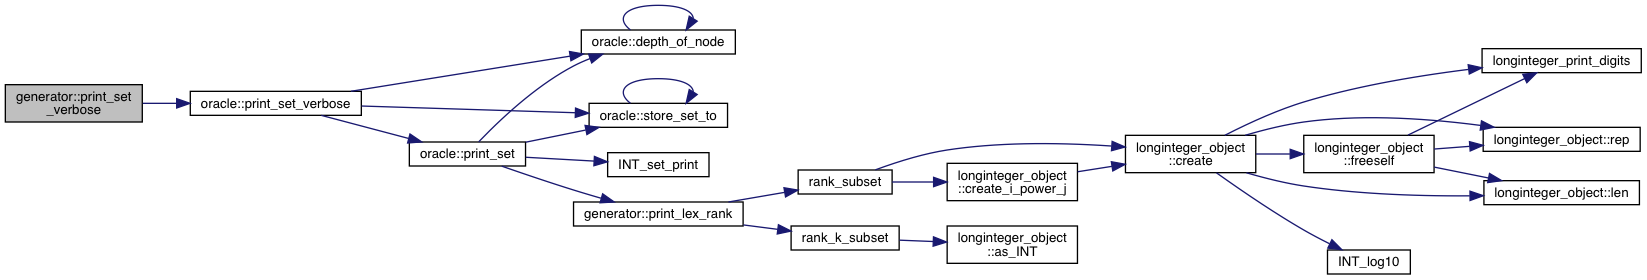 generator::print_set
_verbose
oracle::print_set_verbose
oracle::depth_of_node
oracle::store_set_to
oracle::print_set
INT_set_print
generator::print_lex_rank
rank_subset
rank_k_subset
longinteger_object
::create_i_power_j
longinteger_object
::as_INT
longinteger_object
::create
longinteger_object
::freeself
INT_log10
longinteger_print_digits
longinteger_object::rep
longinteger_object::len